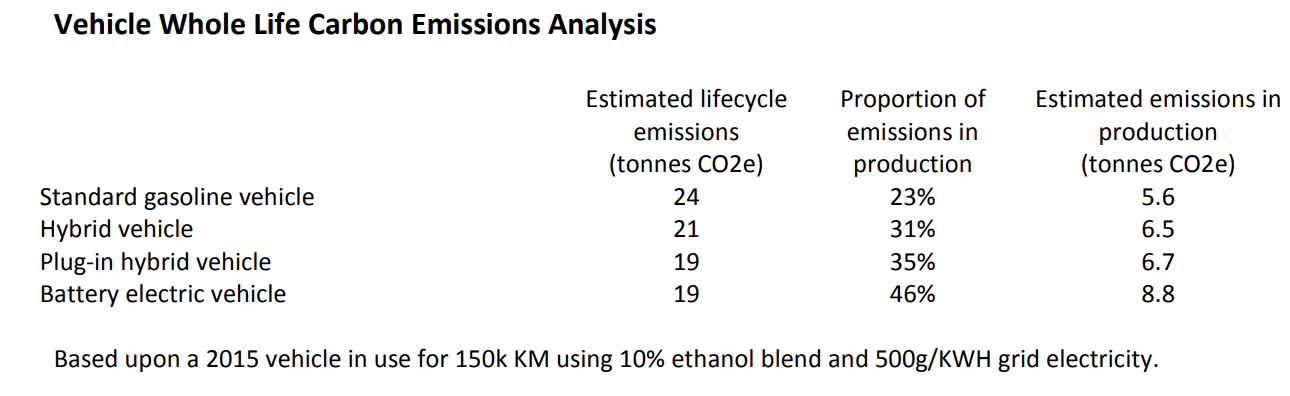 Vehicle Whole Life Carbon Emissions Analysis
Estimated lifecycle Proportion of Estimated emissions in
emissions emissions in production
(tonnes CO2e) production (tonnes CO2e)
Standard gasoline vehicle 24 23% 5.6
Hybrid vehicle 21 31% 6.5
Plug-in hybrid vehicle 19 35% 6.7
Battery electric vehicle 19 46% 8.8
Based upon a 2015 vehicle in use for 150k KM using 10% ethanol blend and 500g/KWH grid electricity.